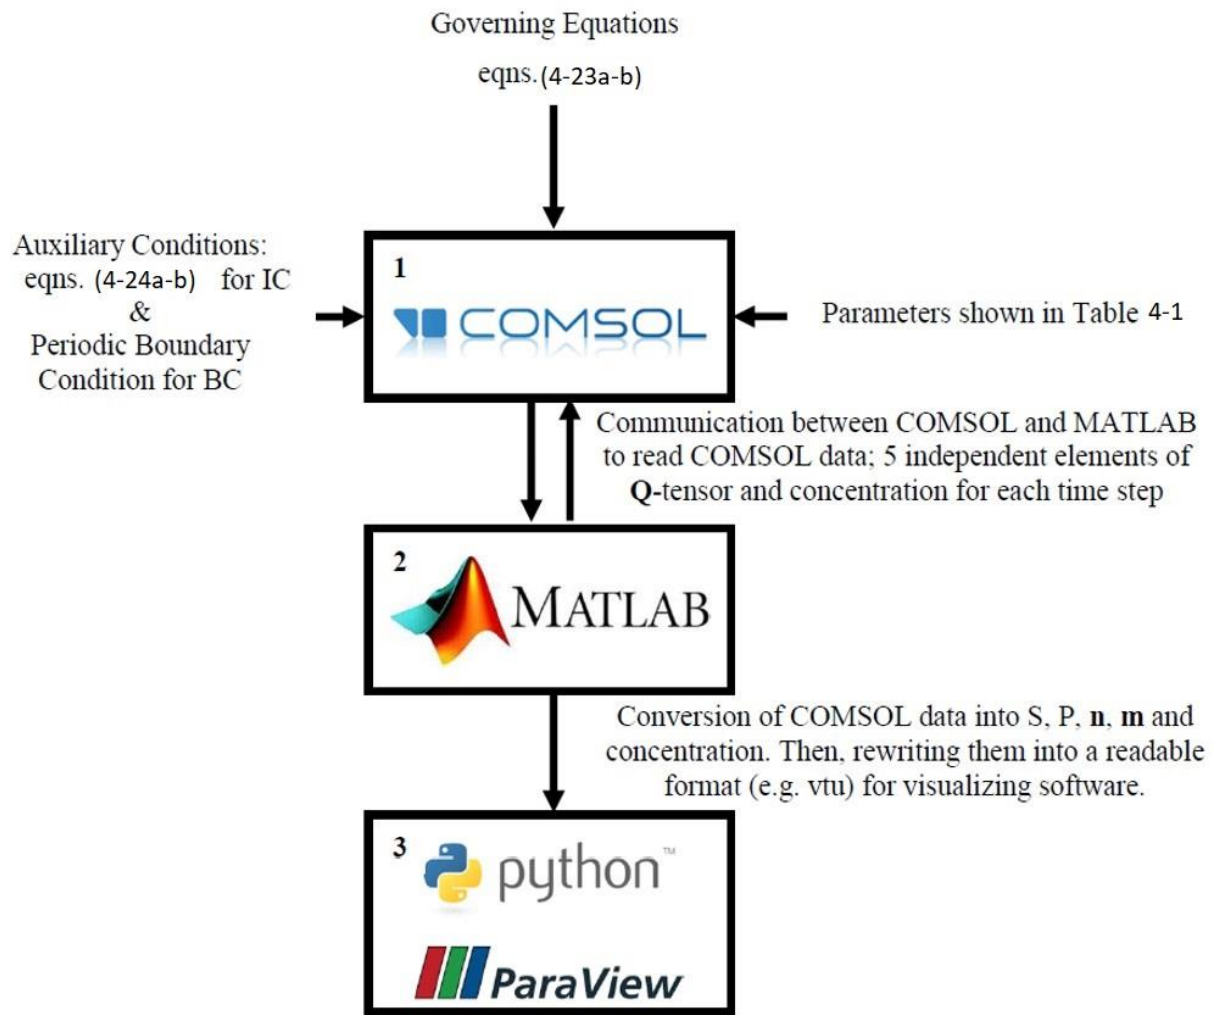 Governing Equations
eqns. (4-23a-b)
Auxiliary Conditions:
eqns. (4-24a-b) for IC
&
Periodic Boundary
Condition for BC
1
COMSOL
Parameters shown in Table 4-1
Communication between COMSOL and MATLAB
to read COMSOL data; 5 independent elements of
Q-tensor and concentration for each time step
2
MATLAB
Conversion of COMSOL data into S, P, n, m and
concentration. Then, rewriting them into a readable
format (e.g. vtu) for visualizing software.
3
python™
ParaView